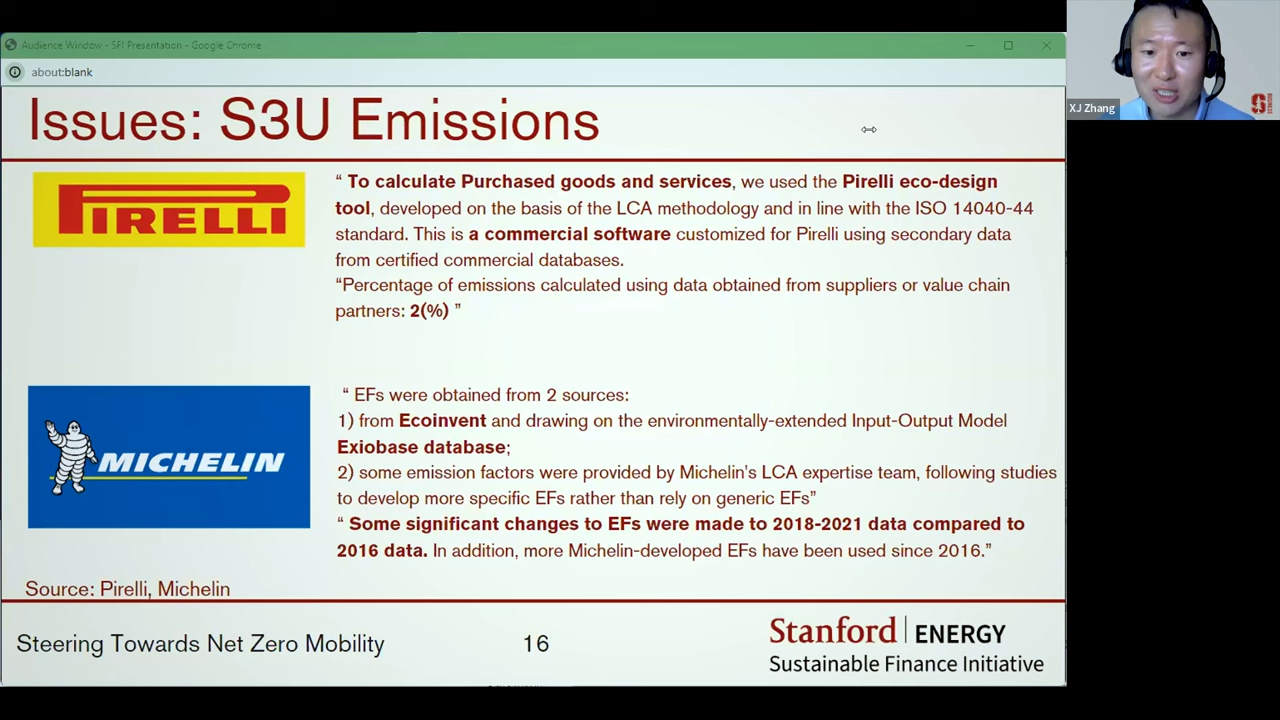 Audience Window - SFI Presentation - Google Chrome
about:blank
XJ Zhang
Issues: S3U Emissions
PIRELLI
“ To calculate Purchased goods and services, we used the Pirelli eco-design
tool, developed on the basis of the LCA methodology and in line with the ISO 14040-44
standard. This is a commercial software customized for Pirelli using secondary data
from certified commercial databases.
“Percentage of emissions calculated using data obtained from suppliers or value chain
partners: 2(%) ”
MICHELIN
“ EFs were obtained from 2 sources:
1) from Ecoinvent and drawing on the environmentally-extended Input-Output Model
Exiobase database;
2) some emission factors were provided by Michelin's LCA expertise team, following studies
to develop more specific EFs rather than rely on generic EFs”
“ Some significant changes to EFs were made to 2018-2021 data compared to
2016 data. In addition, more Michelin-developed EFs have been used since 2016.”
Source: Pirelli, Michelin
Steering Towards Net Zero Mobility
16
Stanford | ENERGY
Sustainable Finance Initiative